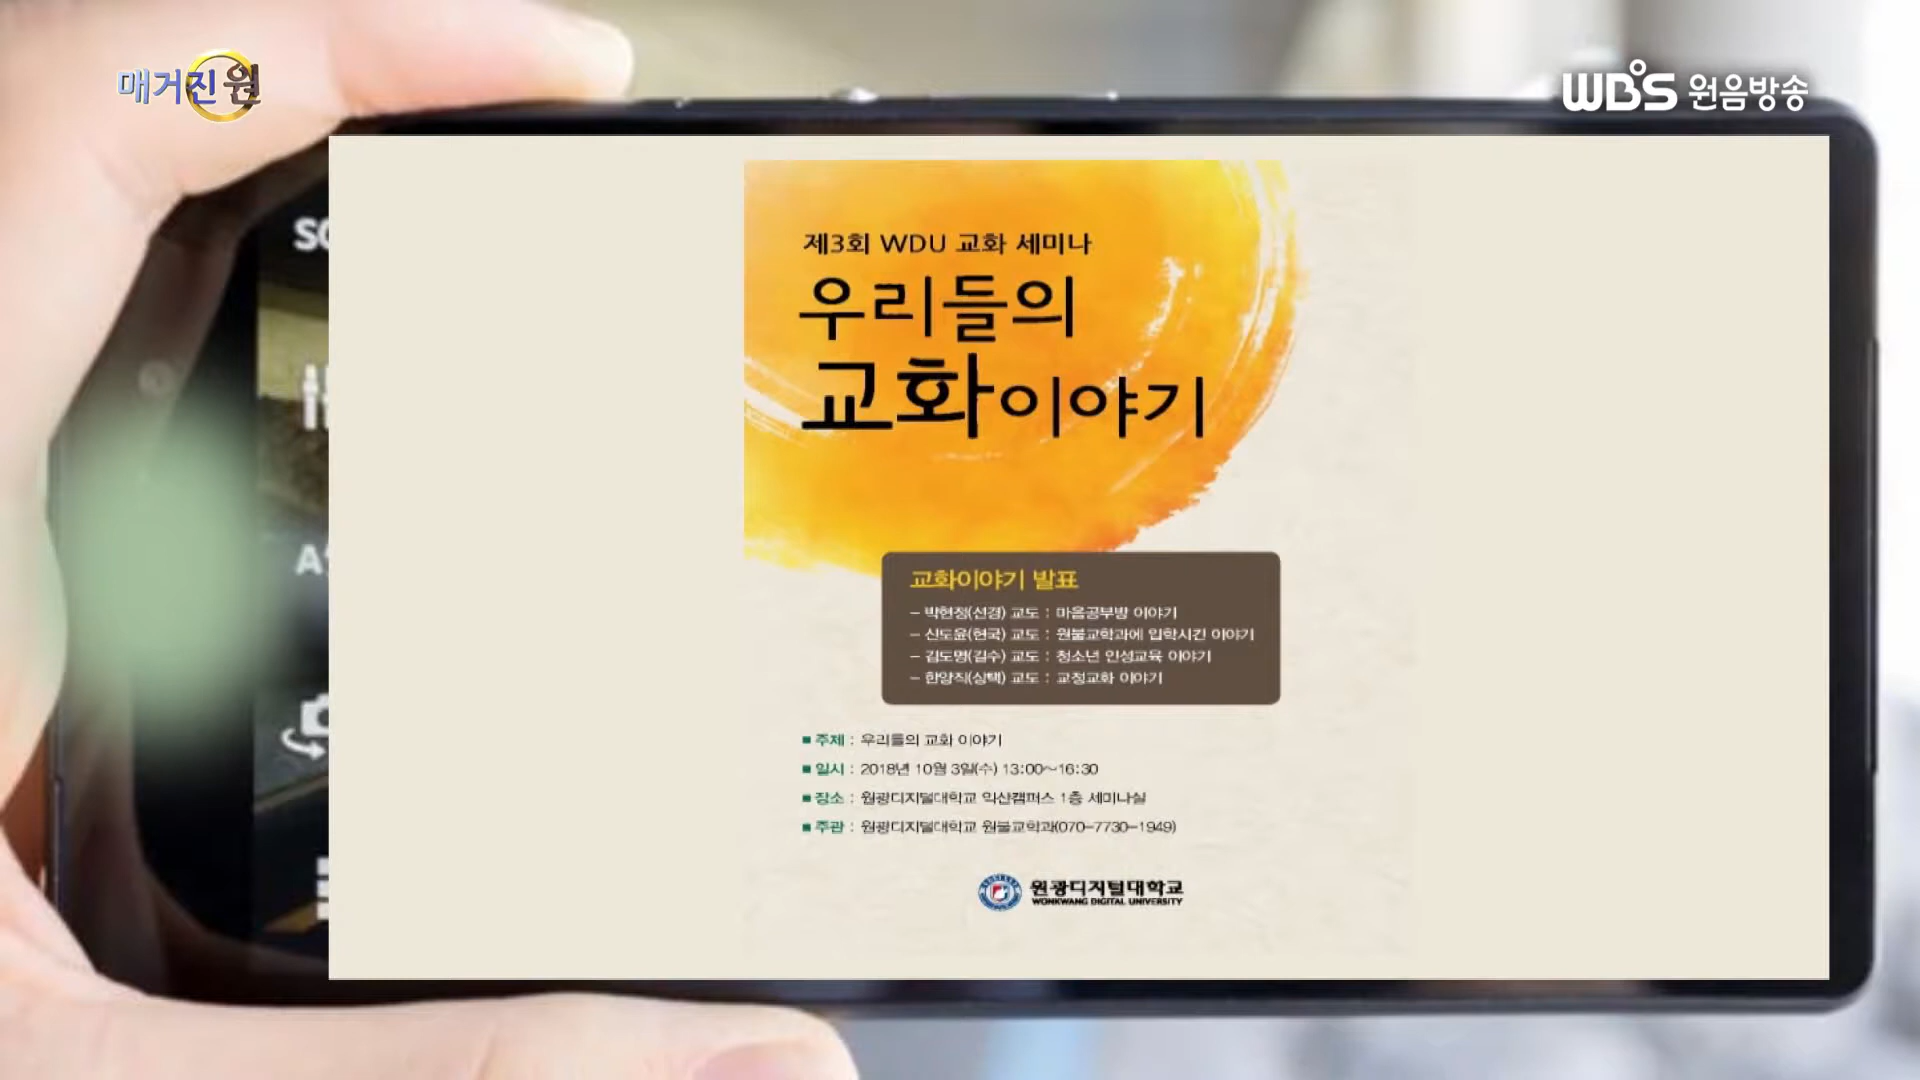 매거진 원
WBS 원음방송
제3회 WDU 교화 세미나
우리들의
교화이야기
교화이야기 발표
– 박현정(선경) 교도 : 마음공부방 이야기
– 신도윤(현국) 교도 : 원불교학과에 입학시킨 이야기
– 김도명(길수) 교도 : 청소년 인성교육 이야기
– 한양직(상택) 교도 : 교정교화 이야기
■ 주제 : 우리들의 교화 이야기
■ 일시 : 2018년 10월 3일(수) 13:00~16:30
■ 장소 : 원광디지털대학교 익산캠퍼스 1층 세미나실
■ 주관 : 원광디지털대학교 원불교학과(070-7730-1949)
원광디지털대학교
WONKWANG DIGITAL UNIVERSITY